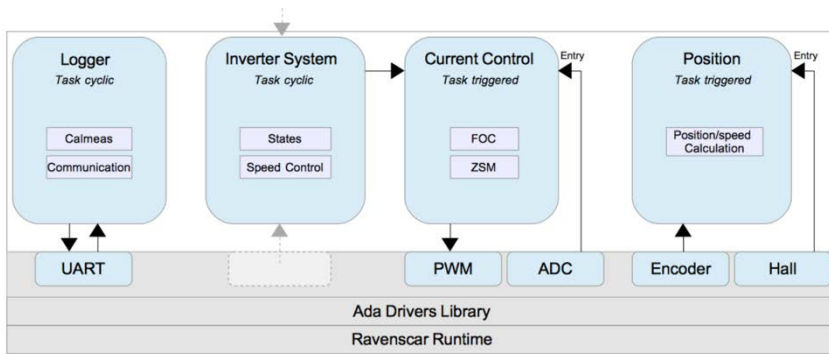 Logger
Task cyclic
Calmeas
Communication
Inverter System
Task cyclic
States
Speed Control
Current Control
Task triggered
FOC
ZSM
Entry
Position
Task triggered
Position/speed
Calculation
Entry
UART
PWM
ADC
Encoder
Hall
Ada Drivers Library
Ravenscar Runtime